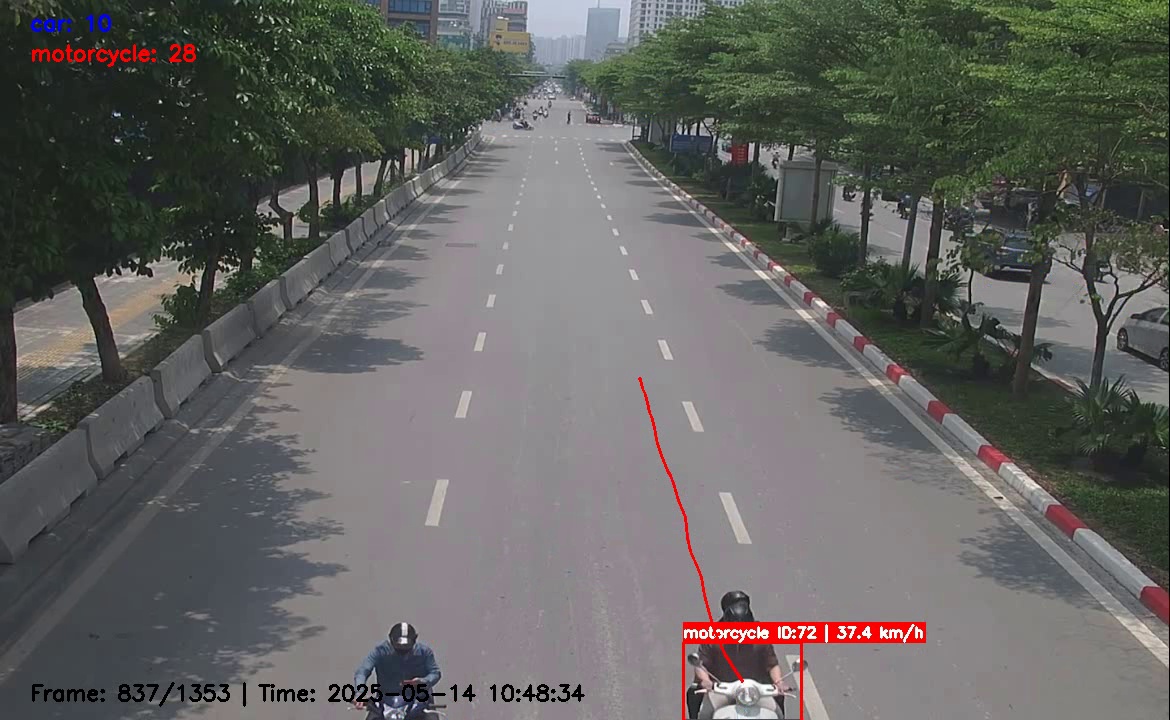 car: 10
motorcycle: 28
motorcycle ID:72 | 37.4 km/h
Frame: 837/1353 | Time: 2025-05-14 10:48:34